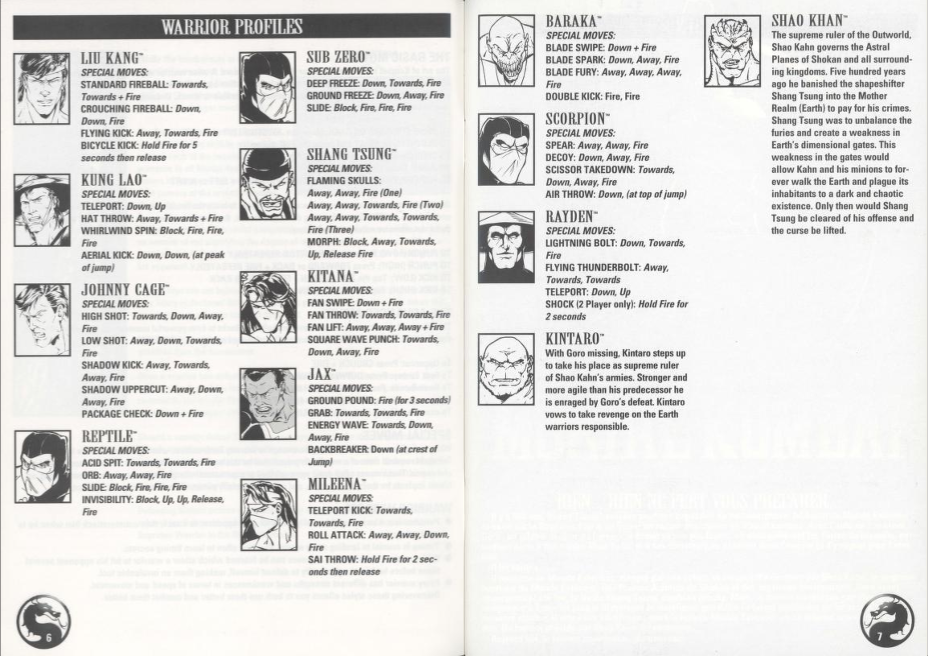 WARRIOR PROFILES
LIU KANG™
SPECIAL MOVES:
STANDARD FIREBALL: Towards,
Towards + Fire
CROUCHING FIREBALL: Down,
Down, Fire
FLYING KICK: Away, Towards, Fire
BICYCLE KICK: Hold Fire for 5
seconds then release
KUNG LAO™
SPECIAL MOVES:
TELEPORT: Down, Up
HAT THROW: Away, Towards + Fire
WHIRLWIND SPIN: Block, Fire, Fire,
Fire
AERIAL KICK: Down, Down, (at peak
of jump)
JOHNNY CAGE™
SPECIAL MOVES:
HIGH SHOT: Towards, Down, Away,
Fire
LOW SHOT: Away, Down, Towards,
Fire
SHADOW KICK: Away, Towards,
Away, Fire
SHADOW UPPERCUT: Away, Down,
Away, Fire
PACKAGE CHECK: Down + Fire
REPTILE™
SPECIAL MOVES:
ACID SPIT: Towards, Towards, Fire
ORB: Away, Away, Fire
SLIDE: Block, Fire, Fire, Fire
INVISIBILITY: Block, Up, Up, Release,
Fire
SUB ZERO™
SPECIAL MOVES:
DEEP FREEZE: Down, Towards, Fire
GROUND FREEZE: Down, Away, Fire
SLIDE: Block, Fire, Fire, Fire
SHANG TSUNG™
SPECIAL MOVES:
FLAMING SKULLS:
Away, Away, Fire (One)
Away, Away, Towards, Fire (Two)
Away, Away, Towards, Towards,
Fire (Three)
MORPH: Block, Away, Towards,
Up, Release Fire
KITANA™
SPECIAL MOVES:
FAN SWIPE: Down + Fire
FAN THROW: Towards, Towards, Fire
FAN LIFT: Away, Away, Away + Fire
SQUARE WAVE PUNCH: Towards,
Down, Away, Fire
JAX™
SPECIAL MOVES:
GROUND POUND: Fire (for 3 seconds)
GRAB: Towards, Towards, Fire
ENERGY WAVE: Towards, Down,
Away, Fire
BACKBREAKER: Down (at crest of
Jump)
MILEENA™
SPECIAL MOVES:
TELEPORT KICK: Towards,
Towards, Fire
ROLL ATTACK: Away, Away, Down,
Fire
SAI THROW: Hold Fire for 2 sec-
onds then release
6
BARAKA™
SPECIAL MOVES:
BLADE SWIPE: Down + Fire
BLADE SPARK: Down, Away, Fire
BLADE FURY: Away, Away, Away,
Fire
DOUBLE KICK: Fire, Fire
SCORPION™
SPECIAL MOVES:
SPEAR: Away, Away, Fire
DECOY: Down, Away, Fire
SCISSOR TAKEDOWN: Towards,
Down, Away, Fire
AIR THROW: Down, (at top of jump)
RAYDEN™
SPECIAL MOVES:
LIGHTNING BOLT: Down, Towards,
Fire
FLYING THUNDERBOLT: Away,
Towards, Towards
TELEPORT: Down, Up
SHOCK (2 Player only): Hold Fire for
2 seconds
KINTARO™
With Goro missing, Kintaro steps up
to take his place as supreme ruler
of Shao Kahn's armies. Stronger and
more agile than his predecessor he
is enraged by Goro's defeat. Kintaro
vows to take revenge on the Earth
warriors responsible.
SHAO KHAN™
The supreme ruler of the Outworld,
Shao Kahn governs the Astral
Planes of Shokan and all surround-
ing kingdoms. Five hundred years
ago he banished the shapeshifter
Shang Tsung into the Mother
Realm (Earth) to pay for his crimes.
Shang Tsung was to unbalance the
furies and create a weakness in
Earth's dimensional gates. This
weakness in the gates would
allow Kahn and his minions to for-
ever walk the Earth and plague its
inhabitants to a dark and chaotic
existence. Only then would Shang
Tsung be cleared of his offense and
the curse be lifted.
7